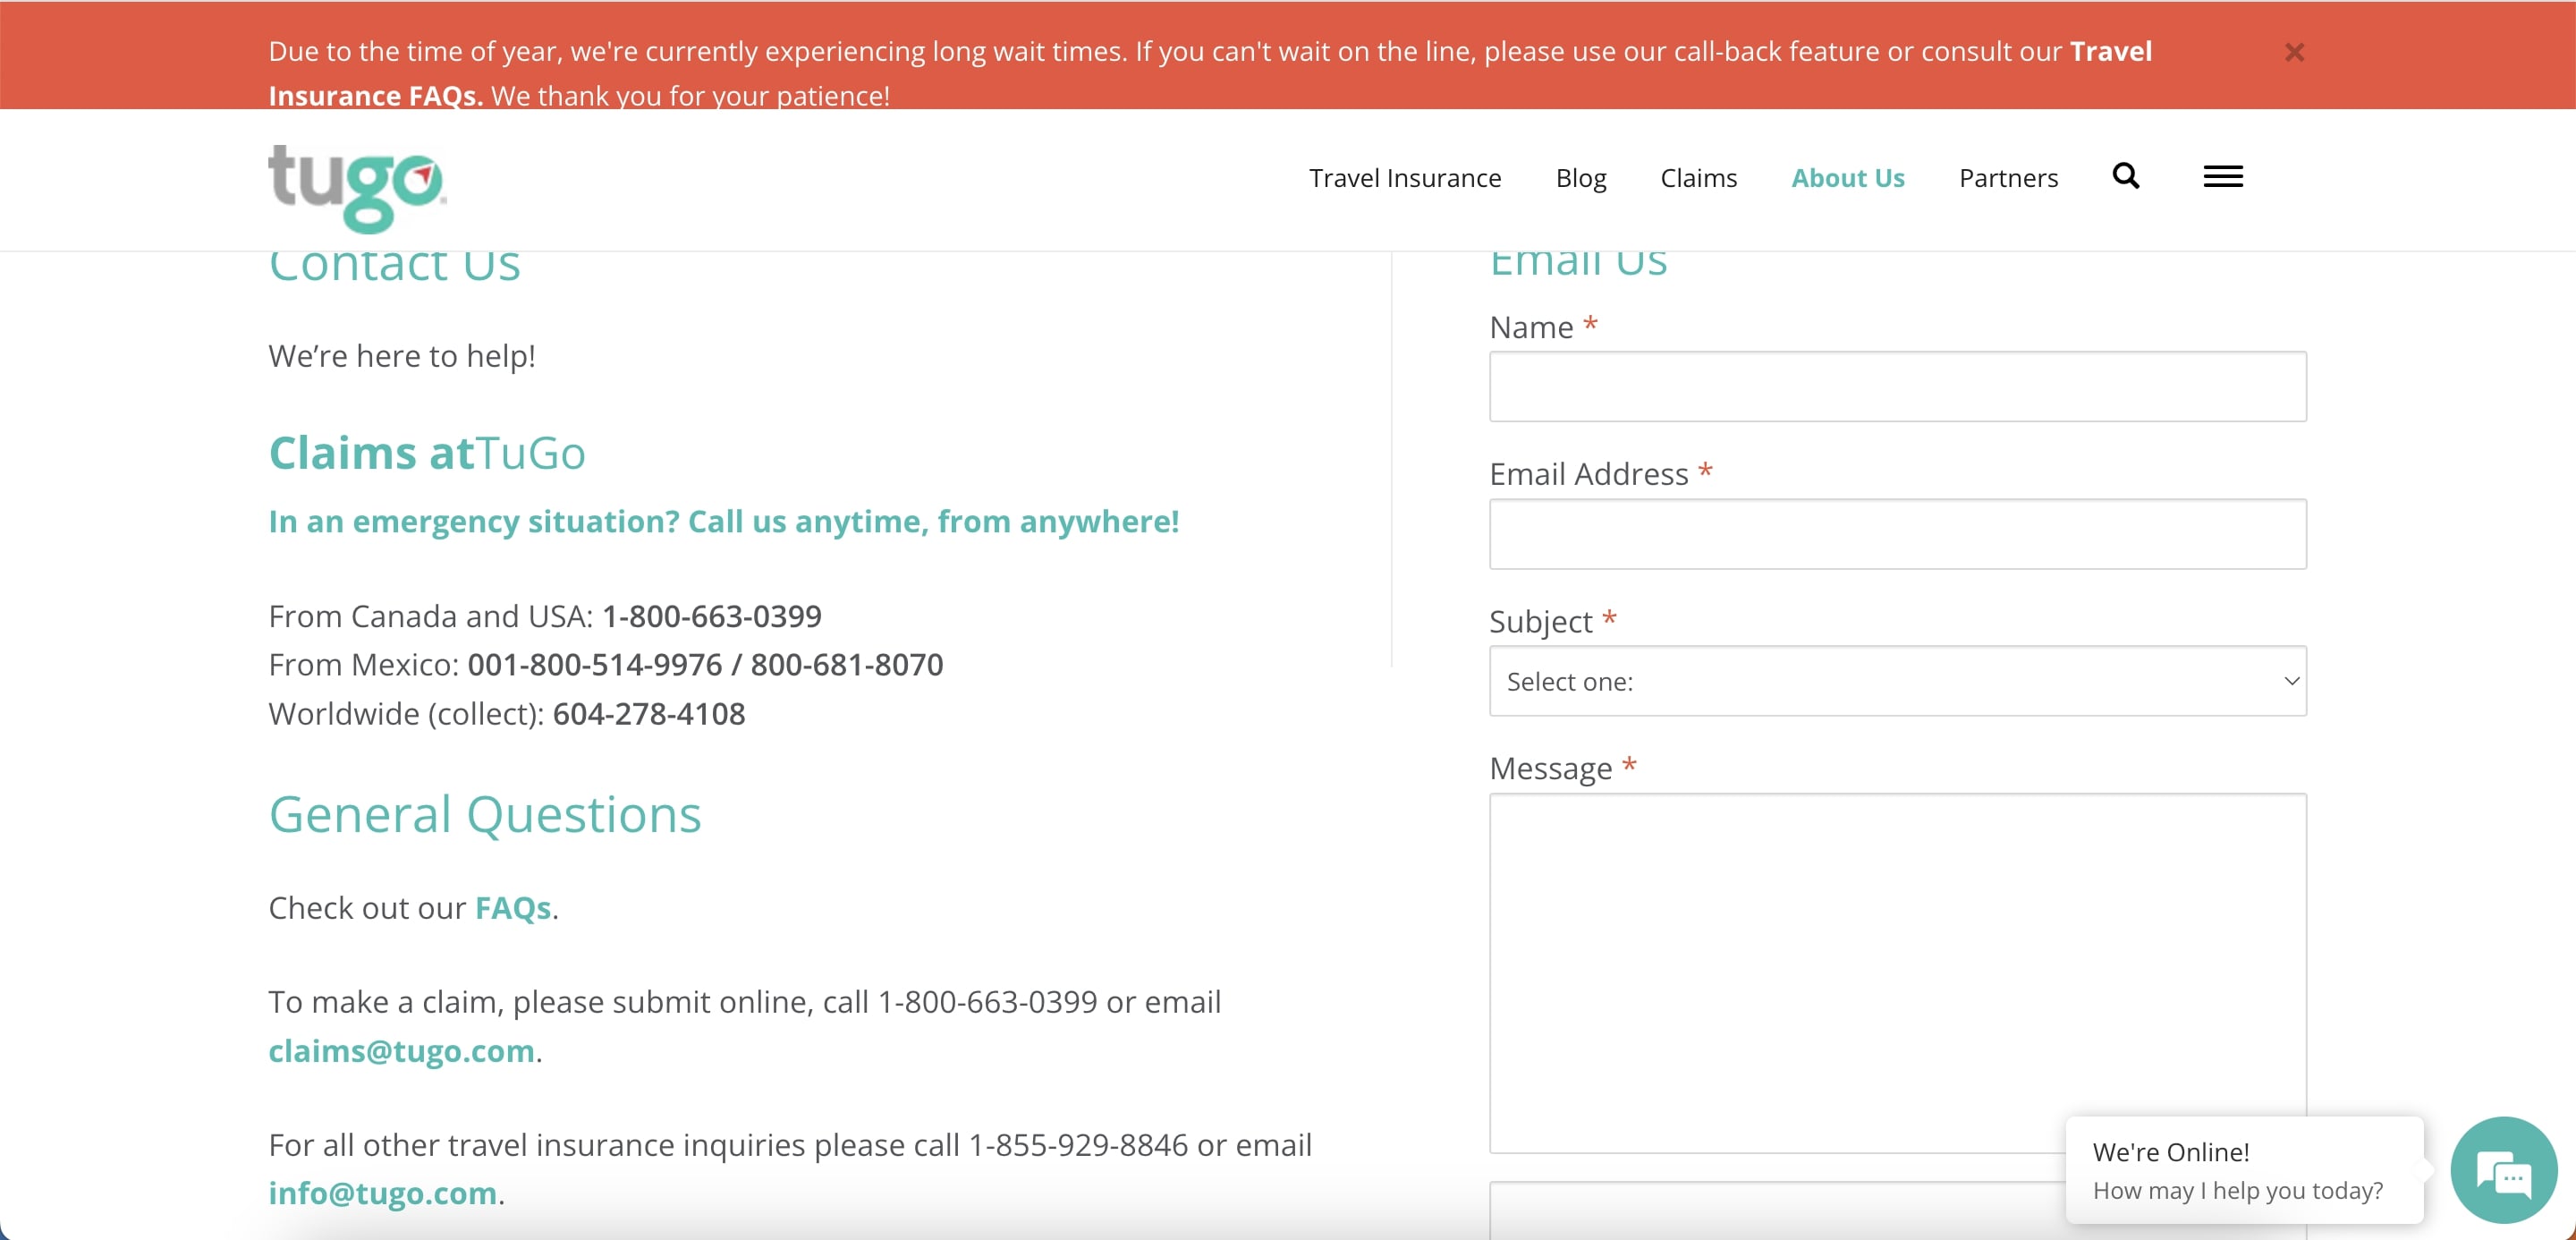 Due to the time of year, we're currently experiencing long wait times. If you can't wait on the line, please use our call-back feature or consult our Travel
Insurance FAQs. We thank you for your patience!
tugo
Travel Insurance
Blog
Claims
About Us
Partners
Contact Us
We’re here to help!
Claims atTuGo
In an emergency situation? Call us anytime, from anywhere!
From Canada and USA: 1-800-663-0399
From Mexico: 001-800-514-9976 / 800-681-8070
Worldwide (collect): 604-278-4108
General Questions
Check out our FAQs.
To make a claim, please submit online, call 1-800-663-0399 or email
claims@tugo.com.
For all other travel insurance inquiries please call 1-855-929-8846 or email
info@tugo.com.
Email Us
Name *
Email Address *
Subject *
Select one:
Message *
We're Online!
How may I help you today?